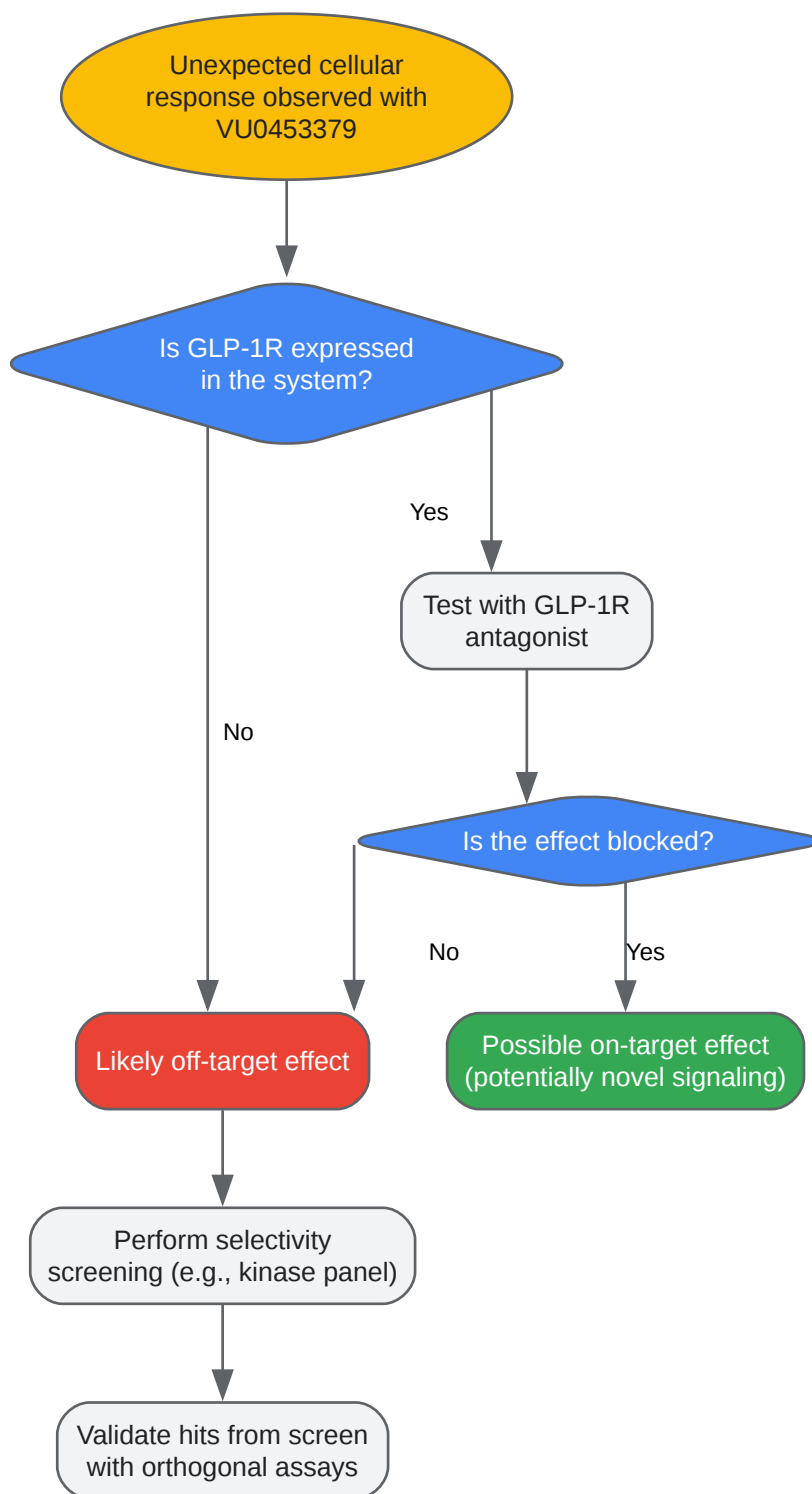 Unexpected cellular
response observed with
VU0453379
Is GLP-1R expressed
in the system?
Yes
Test with GLP-1R
antagonist
No
Is the effect blocked?
No
Yes
Likely off-target effect
Possible on-target effect
(potentially novel signaling)
Perform selectivity
screening (e.g., kinase panel)
Validate hits from screen
with orthogonal assays